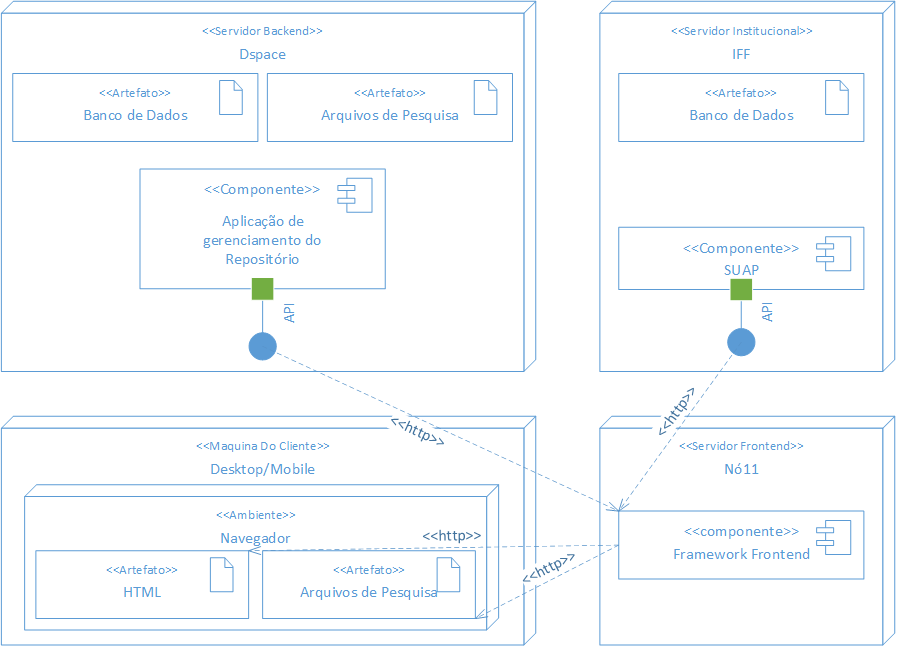 <<Servidor Backend>>
Dspace
<<Artefato>>
Banco de Dados
<<Artefato>>
Arquivos de Pesquisa
<<Componente>>
Aplicação de
gerenciamento do
Repositório
API
<<Servidor Institucional>>
IFF
<<Artefato>>
Banco de Dados
<<Componente>>
SUAP
API
<<http>>
<<http>>
<<Maquina Do Cliente>>
Desktop/Mobile
<<Ambiente>>
Navegador
<<Artefato>>
HTML
<<Artefato>>
Arquivos de Pesquisa
<<http>>
<<http>>
<<Servidor Frontend>>
Nó11
<<componente>>
Framework Frontend